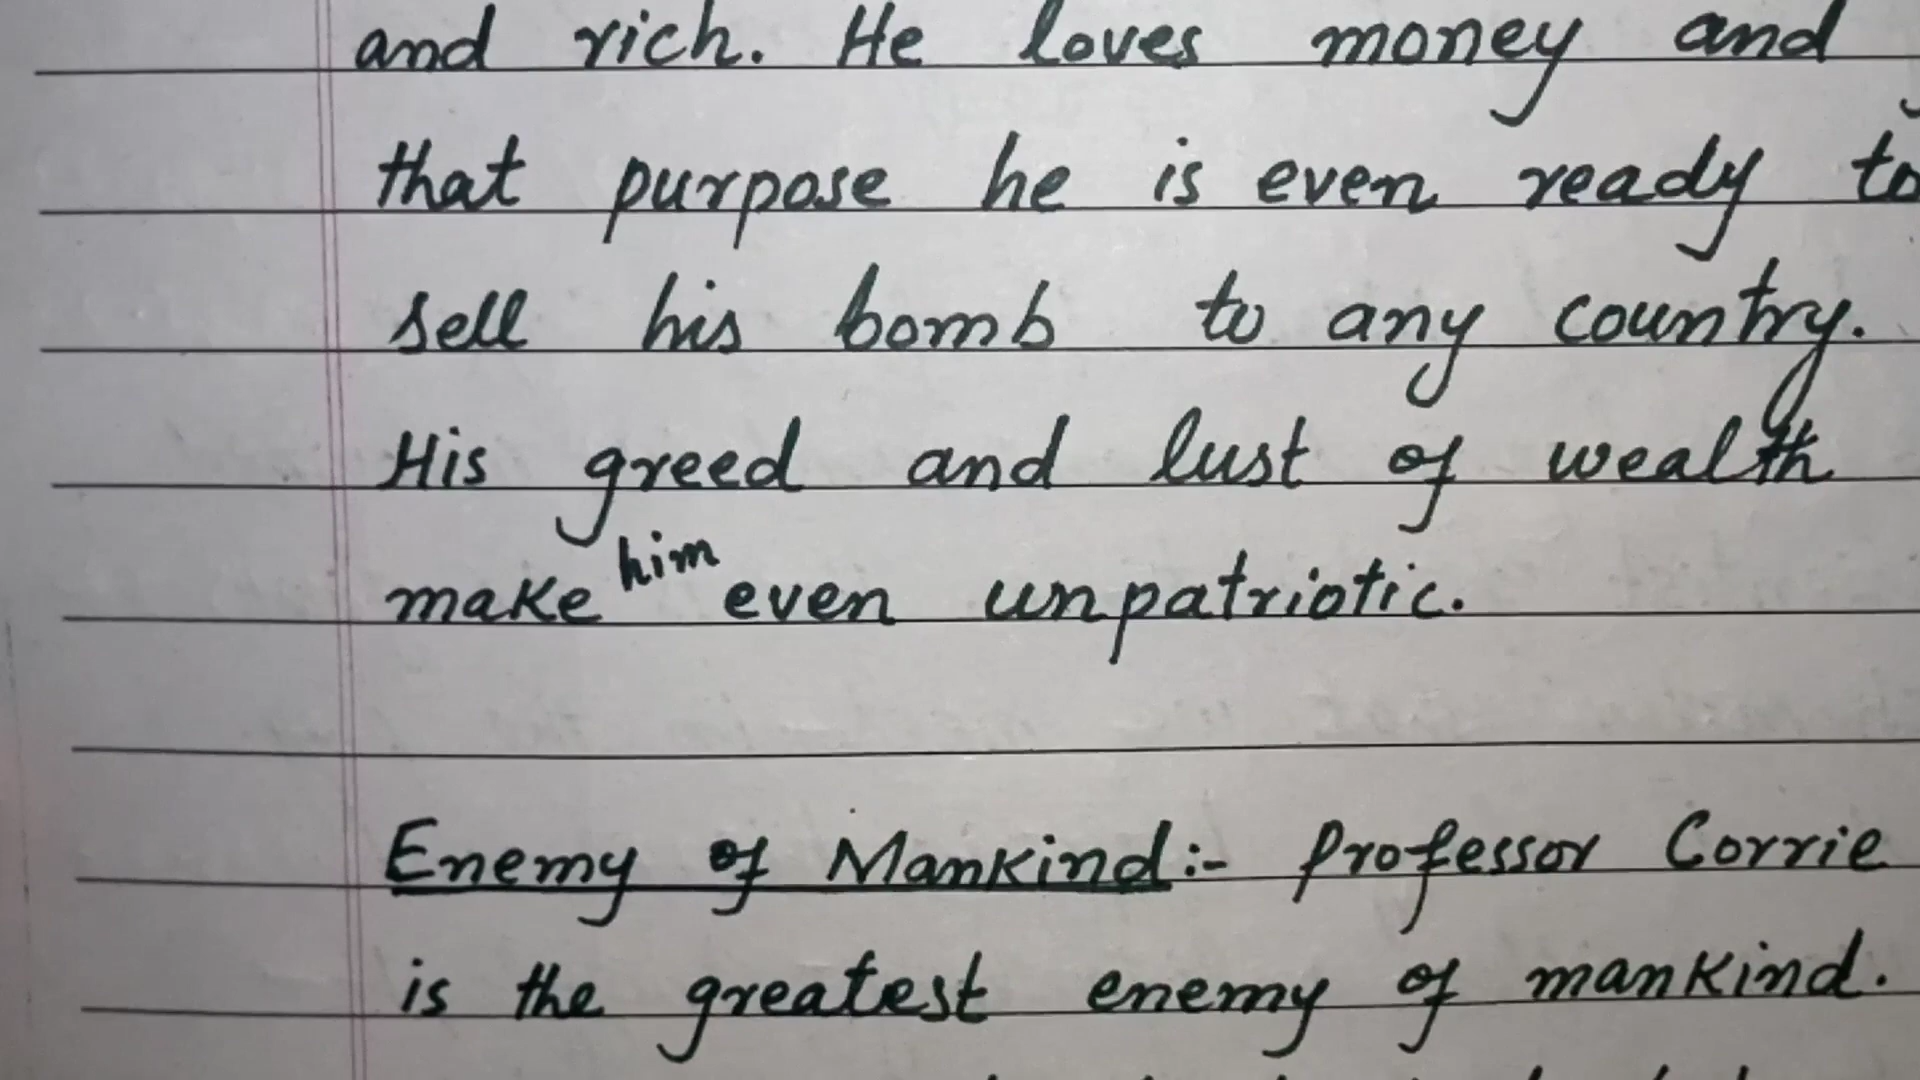 and rich. He loves money and
that purpose he is even ready to
sell his bomb to any country.
His greed and lust of wealth
make him even unpatriotic.
Enemy of Mankind:- Professor Corrie
is the greatest enemy of mankind.